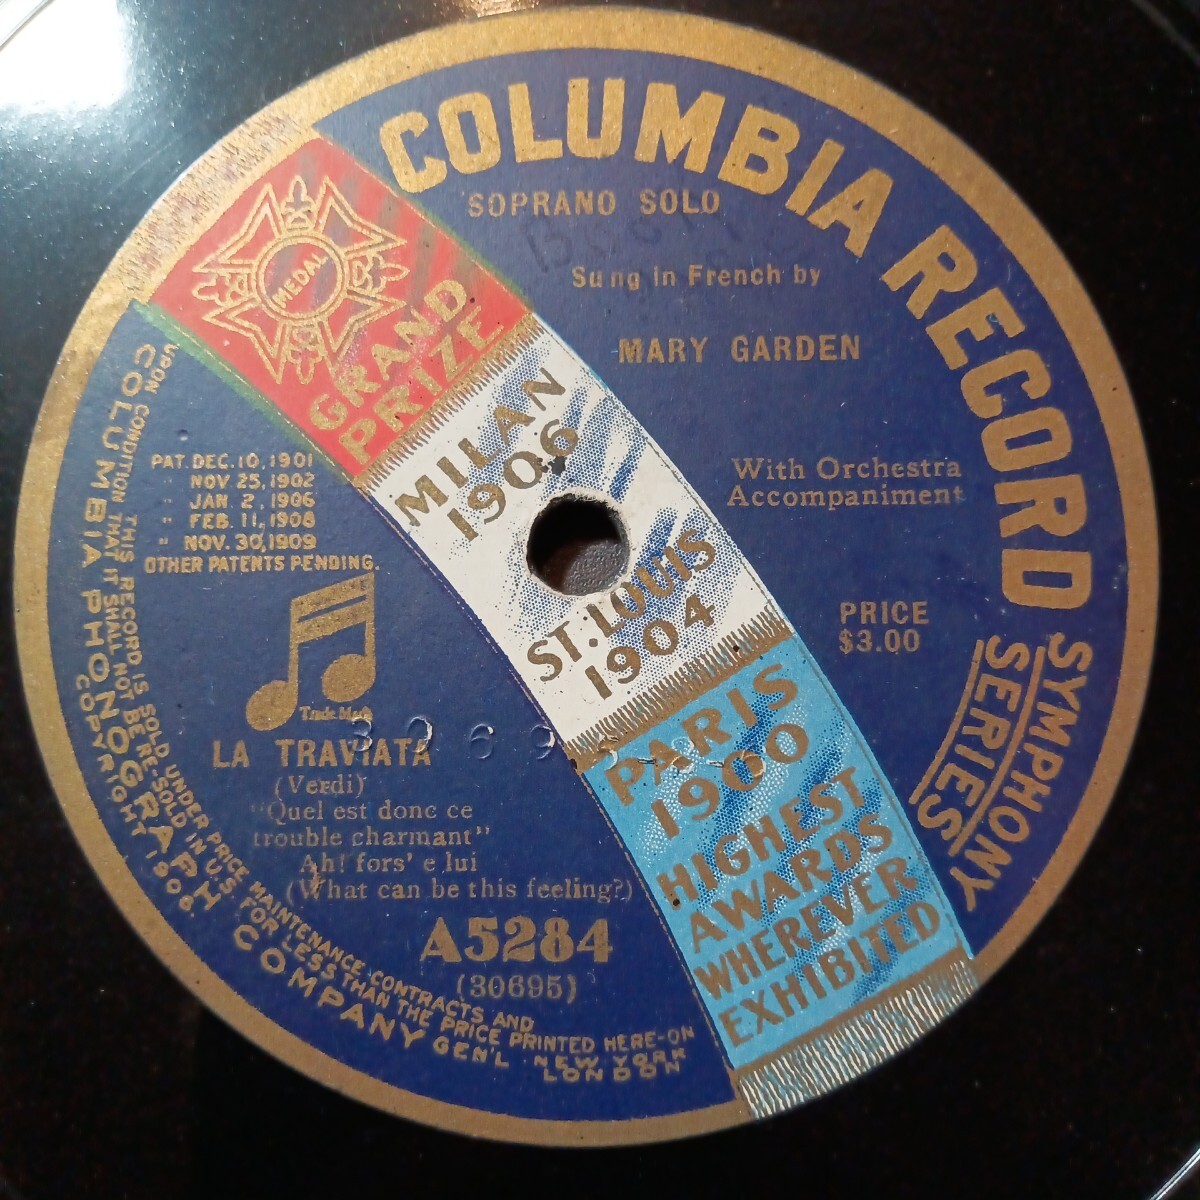 COLUMBIA RECORD
SYMPHONY
SERIES
SOPRANO SOLO
Sung in French by
MARY GARDEN
With Orchestra
Accompaniment
PRICE
$3.00
MEDAL
GRAND
PRIZE
MILAN
1906
ST. LOUIS
1904
PARIS
1900
HIGHEST
AWARDS
WHEREVER
EXHIBITED
PAT. DEC. 10, 1901
" NOV 25, 1902
" JAN 2, 1906
" FEB. 11, 1908
" NOV. 30, 1909
OTHER PATENTS PENDING.
Trade Mark
30695
LA TRAVIATA
(Verdi)
"Quel est donc ce
trouble charmant"
Ah! fors' e lui
(What can be this feeling?)
A5284
(30695)
THIS RECORD IS SOLD UNDER PRICE MAINTENANCE CONTRACTS AND
UPON CONDITION THAT IT SHALL NOT BE RE-SOLD IN U.S. FOR LESS THAN THE PRICE PRINTED HERE-ON
COLUMBIA PHONOGRAPH COMPANY GEN'L · NEW YORK
LONDON
COPYRIGHT 1908.